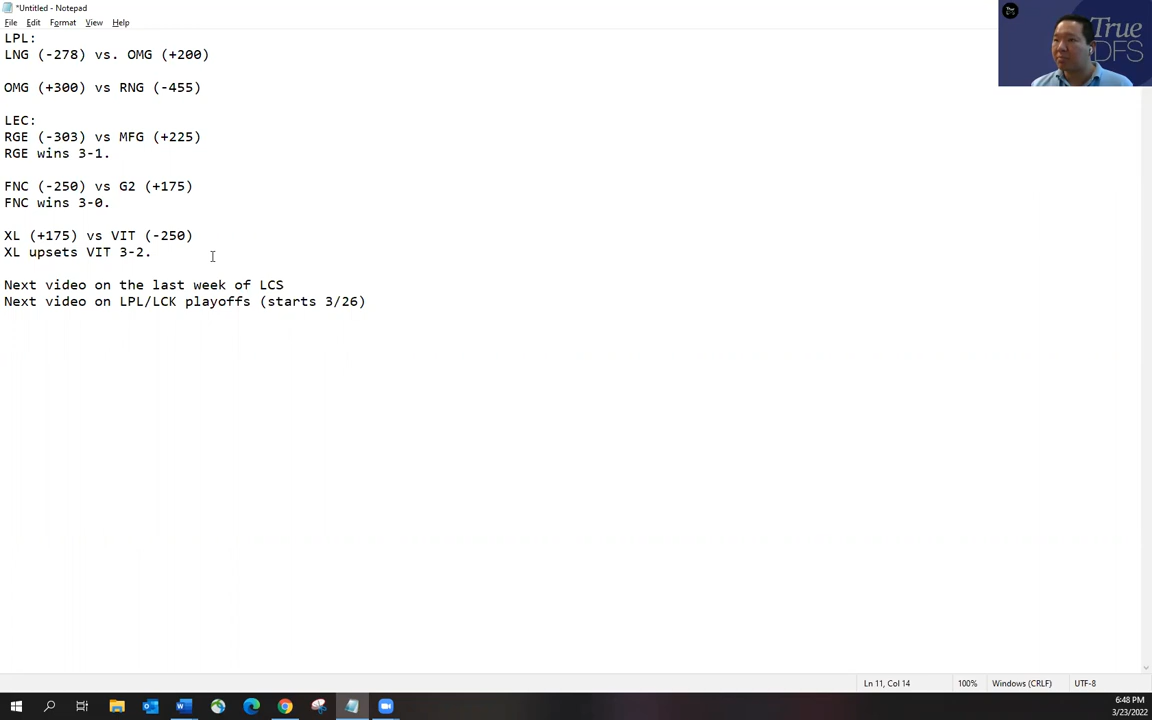 *Untitled - Notepad
File Edit Format View Help
LPL:
LNG (-278) vs. OMG (+200)
OMG (+300) vs RNG (-455)
LEC:
RGE (-303) vs MFG (+225)
RGE wins 3-1.
FNC (-250) vs G2 (+175)
FNC wins 3-0.
XL (+175) vs VIT (-250)
XL upsets VIT 3-2.
Next video on the last week of LCS
Next video on LPL/LCK playoffs (starts 3/26)
True
DFS
Ln 11, Col 14 100% Windows (CRLF) UTF-8
6:48 PM
3/23/2022